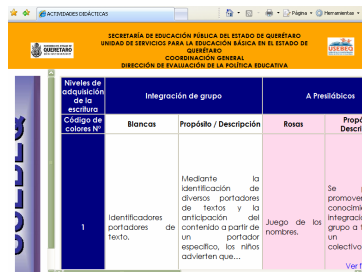 ACTIVIDADES DIDÁCTICAS
Página
Herramientas
SECRETARÍA DE EDUCACIÓN PÚBLICA DEL ESTADO DE QUERÉTARO
UNIDAD DE SERVICIOS PARA LA EDUCACIÓN BÁSICA EN EL ESTADO DE
QUERÉTARO
COORDINACIÓN GENERAL
DIRECCIÓN DE EVALUACIÓN DE LA POLÍTICA EDUCATIVA
QUERETARO
USEBEQ
Niveles de
adquisición
de la
escritura
Integración de grupo
A Presilábicos
Código de
colores Nº
Blancas
Propósito / Descripción
Rosas
Propó
Descri
1
Identificadores
portadores de
texto.
Mediante la
identificación de
diversos portadores
de textos y la
anticipación del
contenido a partir de
un portador
específico, los niños
advierten que…
Juego de los
nombres.
Se
promover
conocimie
integració
grupo a t
un
colectivo
Ver